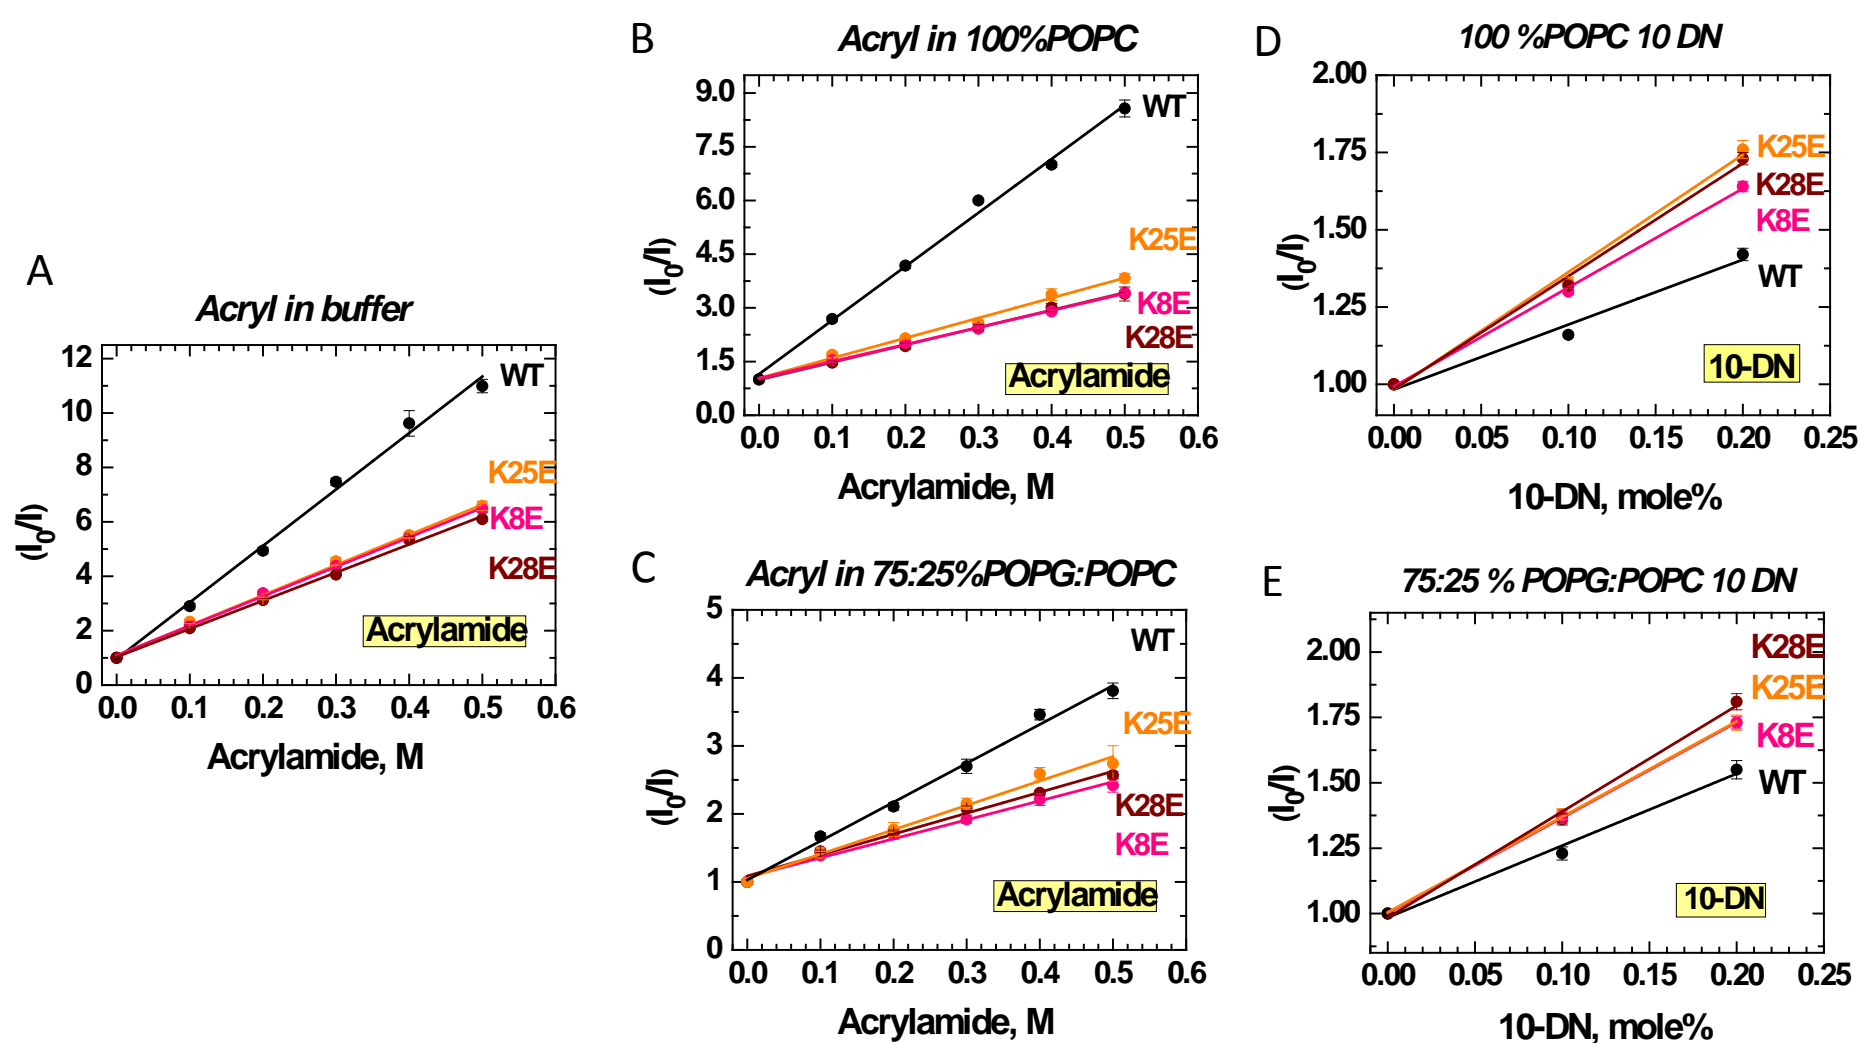 A
Acryl in buffer
12
10
8
6
4
2
0
0.0 0.1 0.2 0.3 0.4 0.5 0.6
(I0/I)
Acrylamide, M
WT
K25E
K8E
K28E
Acrylamide
B
Acryl in 100%POPC
9.0
7.5
6.0
4.5
3.0
1.5
0.0
0.0 0.1 0.2 0.3 0.4 0.5 0.6
(I0/I)
Acrylamide, M
WT
K25E
K8E
K28E
Acrylamide
C
Acryl in 75:25%POPG:POPC
5
4
3
2
1
0
0.0 0.1 0.2 0.3 0.4 0.5 0.6
(I0/I)
Acrylamide, M
WT
K25E
K28E
K8E
Acrylamide
D
100 %POPC 10 DN
2.00
1.75
1.50
1.25
1.00
0.00 0.05 0.10 0.15 0.20 0.25
(I0/I)
10-DN, mole%
K25E
K28E
K8E
WT
10-DN
E
75:25 % POPG:POPC 10 DN
2.00
1.75
1.50
1.25
1.00
0.00 0.05 0.10 0.15 0.20 0.25
(I0/I)
10-DN, mole%
K28E
K25E
K8E
WT
10-DN